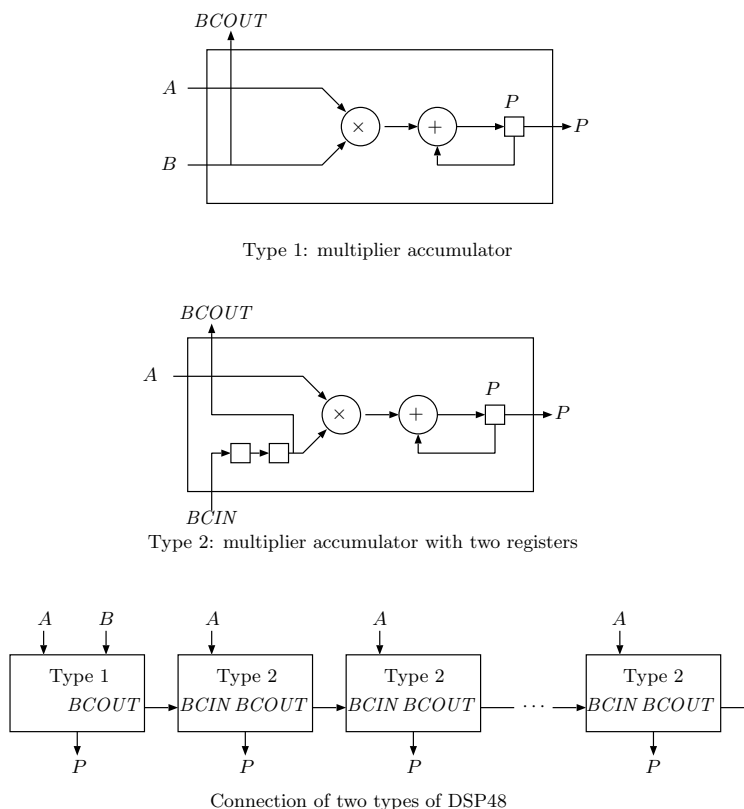 BCOUT
A
P
× + P
B
Type 1: multiplier accumulator
BCOUT
A
P
× + P
BCIN
Type 2: multiplier accumulator with two registers
A B A A A
Type 1 Type 2 Type 2 Type 2
BCOUT BCIN BCOUT BCIN BCOUT ··· BCIN BCOUT
P P P P
Connection of two types of DSP48